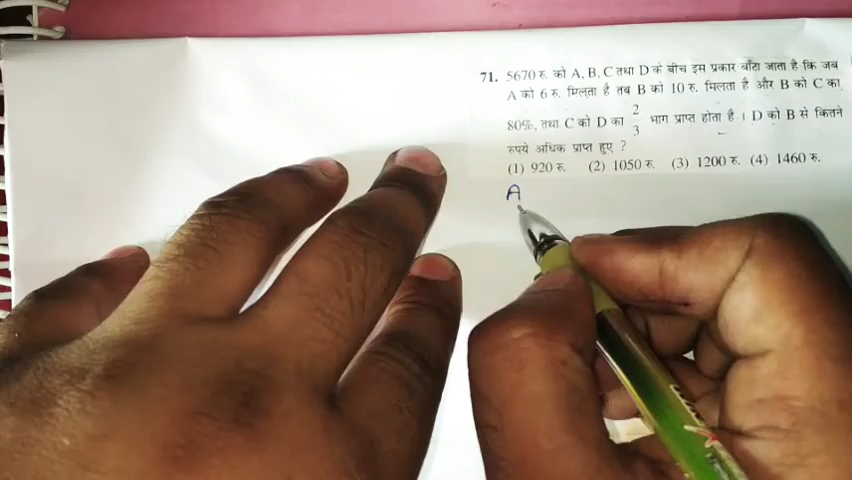 71. 5670 रु. को A, B, C तथा D के बीच इस प्रकार बाँटा जाता है कि जब
A को 6 रु. मिलता है तब B को 10 रु. मिलता है और B को C का
80%, तथा C को D का 2/3 भाग प्राप्त होता है । D को B से कितने
रुपये अधिक प्राप्त हुए ?
(1) 920 रु. (2) 1050 रु. (3) 1200 रु. (4) 1460 रु.
A